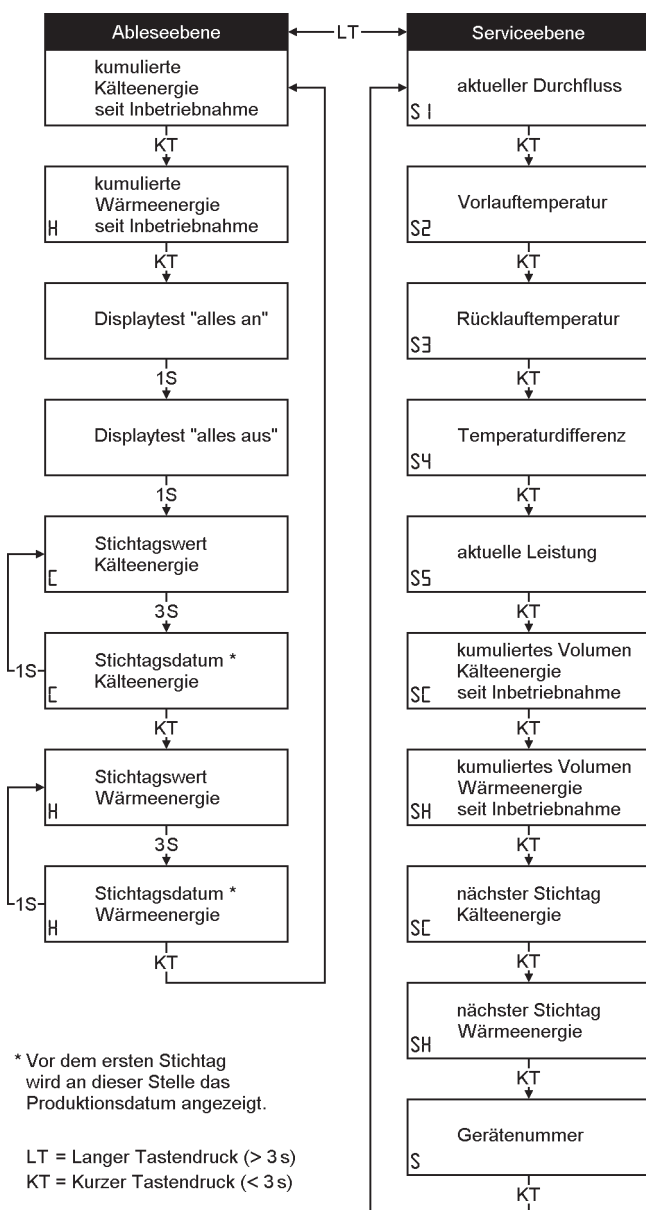 Ableseebene
LT
Serviceebene
kumulierte
Kälteenergie
seit Inbetriebnahme
KT
H
kumulierte
Wärmeenergie
seit Inbetriebnahme
KT
Displaytest "alles an"
1S
Displaytest "alles aus"
1S
C
Stichtagswert
Kälteenergie
3S
1S
C
Stichtagsdatum *
Kälteenergie
KT
H
Stichtagswert
Wärmeenergie
3S
1S
H
Stichtagsdatum *
Wärmeenergie
KT
* Vor dem ersten Stichtag
wird an dieser Stelle das
Produktionsdatum angezeigt.
LT = Langer Tastendruck (> 3 s)
KT = Kurzer Tastendruck (< 3 s)
S1
aktueller Durchfluss
KT
S2
Vorlauftemperatur
KT
S3
Rücklauftemperatur
KT
S4
Temperaturdifferenz
KT
S5
aktuelle Leistung
KT
SC
kumuliertes Volumen
Kälteenergie
seit Inbetriebnahme
KT
SH
kumuliertes Volumen
Wärmeenergie
seit Inbetriebnahme
KT
SC
nächster Stichtag
Kälteenergie
KT
SH
nächster Stichtag
Wärmeenergie
KT
S
Gerätenummer
KT